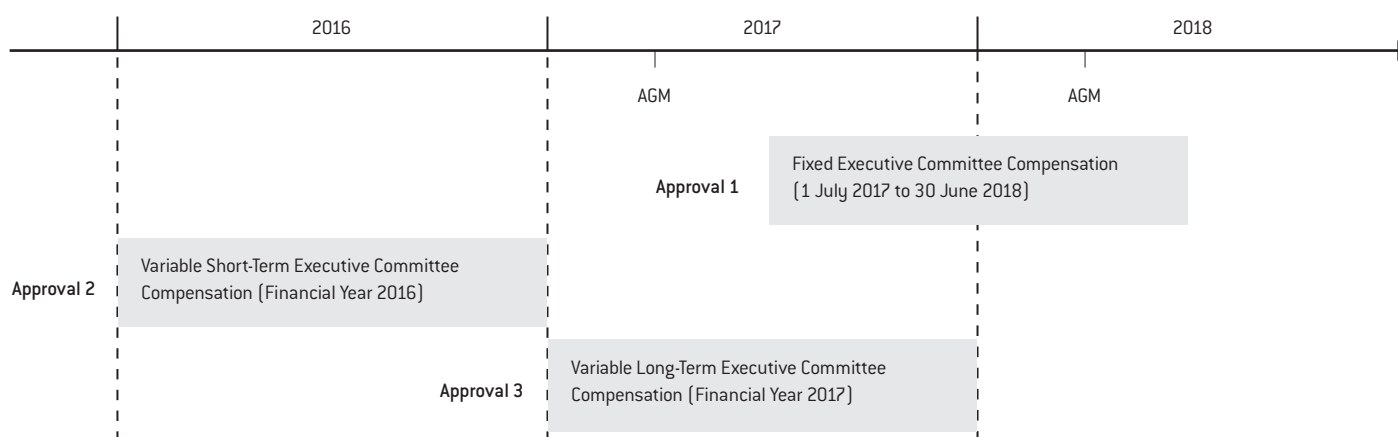 2016
2017
2018
AGM
AGM
Approval 1
Fixed Executive Committee Compensation
(1 July 2017 to 30 June 2018)
Approval 2
Variable Short-Term Executive Committee
Compensation (Financial Year 2016)
Approval 3
Variable Long-Term Executive Committee
Compensation (Financial Year 2017)